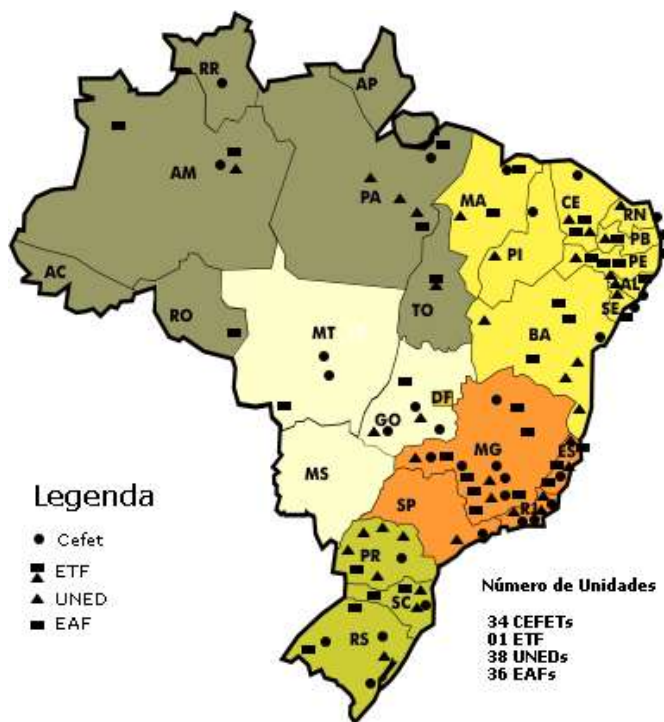 RR
AP
AM
PA
MA
CE
RN
PB
PE
AL
SE
PI
AC
RO
TO
BA
MT
DF
GO
MG
ES
MS
SP
RJ
PR
SC
RS
Legenda
Cefet
ETF
UNED
EAF
Número de Unidades
34 CEFETs
01 ETF
38 UNEDs
36 EAFs